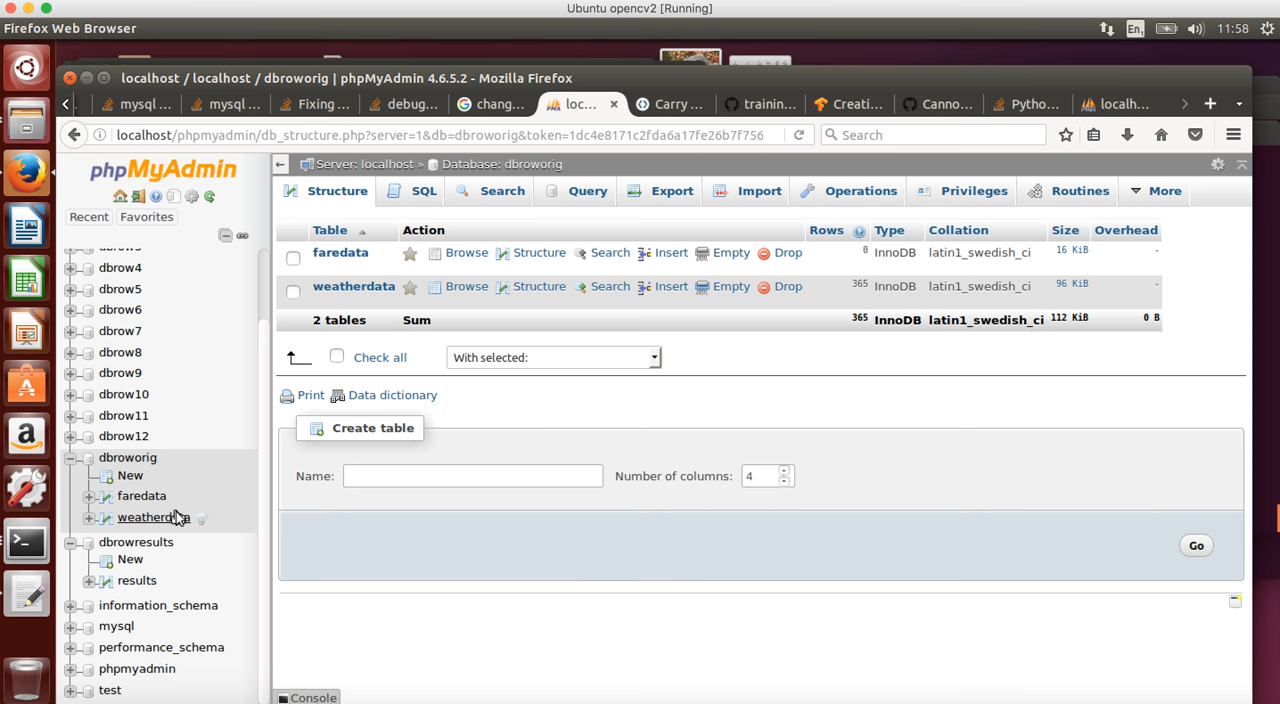 Ubuntu opencv2 [Running]
Firefox Web Browser
En1
11:58
localhost / localhost / dbroworig | phpMyAdmin 4.6.5.2 - Mozilla Firefox
mysql ...
mysql ...
Fixing ...
debug...
chang...
loc...
Carry ...
trainin...
Creati...
Canno...
Pytho...
localh...
localhost/phpmyadmin/db_structure.php?server=1&db=dbroworig&token=1dc4e8171c2fda6a17fe26b7f756
Search
phpMyAdmin
Recent
Favorites
dbrow4
dbrow5
dbrow6
dbrow7
dbrow8
dbrow9
dbrow10
dbrow11
dbrow12
dbroworig
New
faredata
weatherdata
dbrowresults
New
results
information_schema
mysql
performance_schema
phpmyadmin
test
Server: localhost » Database: dbroworig
Structure
SQL
Search
Query
Export
Import
Operations
Privileges
Routines
More
Table Action Rows Type Collation Size Overhead
faredata Browse Structure Search Insert Empty Drop 0 InnoDB latin1_swedish_ci 16 KiB -
weatherdata Browse Structure Search Insert Empty Drop 365 InnoDB latin1_swedish_ci 96 KiB -
2 tables Sum 365 InnoDB latin1_swedish_ci 112 KiB 0 B
Check all
With selected:
Print
Data dictionary
Create table
Name:
Number of columns: 4
Go
Console